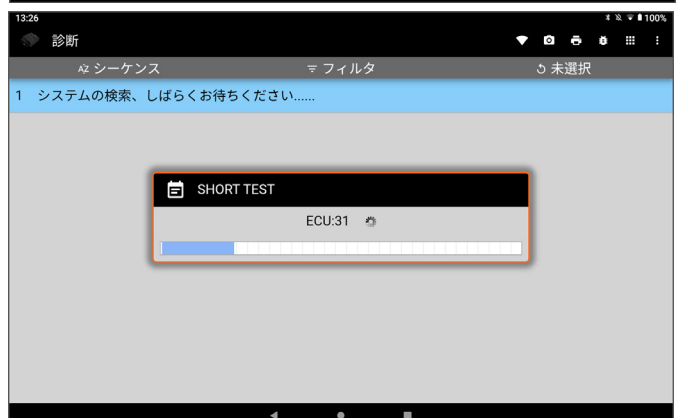 13:26 100%
診断
AZ シーケンス フィルタ 未選択
1 システムの検索、しばらくお待ちください......
SHORT TEST
ECU:31